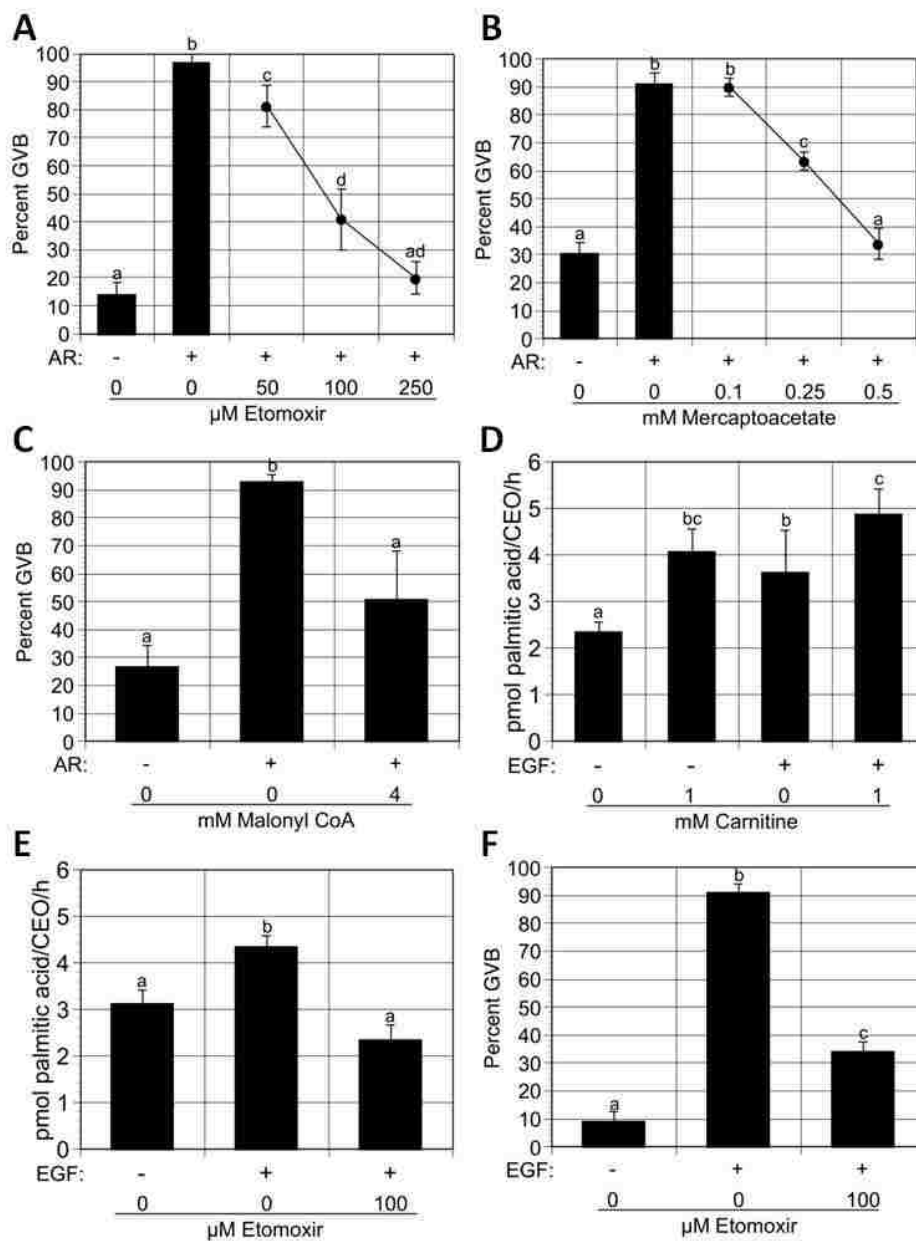 A
Percent GVB
100
90
80
70
60
50
40
30
20
10
0
a
b
c
d
ad
AR: - + + + +
0 0 50 100 250
µM Etomoxir
B
Percent GVB
100
90
80
70
60
50
40
30
20
10
0
a
b
b
c
a
AR: - + + + +
0 0 0.1 0.25 0.5
mM Mercaptoacetate
C
Percent GVB
100
90
80
70
60
50
40
30
20
10
0
a
b
a
AR: - + +
0 0 4
mM Malonyl CoA
D
pmol palmitic acid/CEO/h
6
5
4
3
2
1
0
a
bc
b
c
EGF: - - + +
0 1 0 1
mM Carnitine
E
pmol palmitic acid/CEO/h
6
5
4
3
2
1
0
a
b
a
EGF: - + +
0 0 100
µM Etomoxir
F
Percent GVB
100
90
80
70
60
50
40
30
20
10
0
a
b
c
EGF: - + +
0 0 100
µM Etomoxir